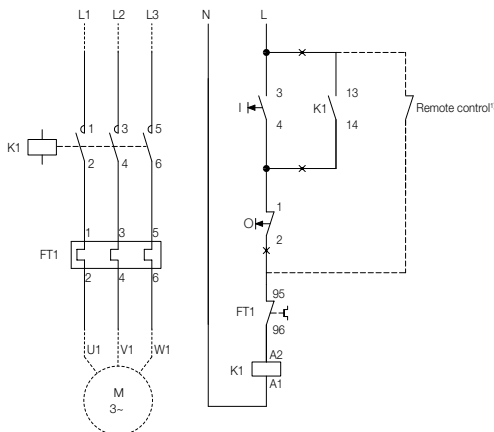 L1 L2 L3 N L
1 3 5 3 13
I K1 Remote control¹⁾
K1
2 4 6 4 14
1 3 5 1
O
FT1 2
2 4 6 95
FT1
96
U1 V1 W1
A2
K1
A1
M
3~